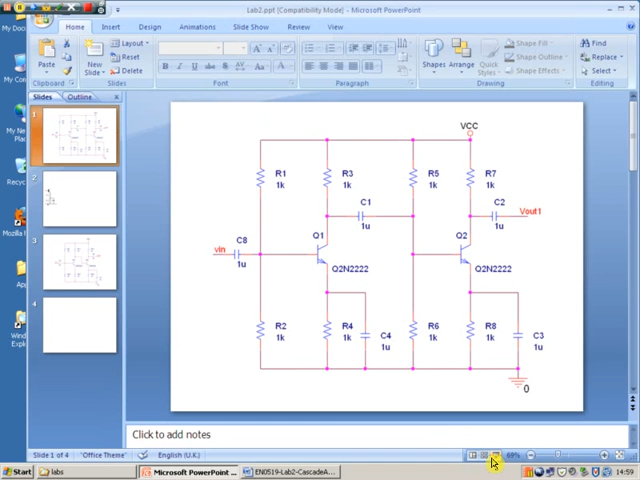 Lab2.ppt [Compatibility Mode] - Microsoft PowerPoint
Home Insert Design Animations Slide Show Review View
Paste
Clipboard
New Slide
Layout
Reset
Delete
Slides
B I U
Font
Paragraph
Shapes
Arrange
Quick Styles
Shape Fill
Shape Outline
Shape Effects
Drawing
Find
Replace
Select
Editing
Slides Outline
1
2
3
4
VCC
R1
1k
R3
1k
R5
1k
R7
1k
C1
1u
C2
1u
Vout1
vin
C8
1u
Q1
Q2N2222
Q2
Q2N2222
R2
1k
R4
1k
C4
1u
R6
1k
R8
1k
C3
1u
0
Click to add notes
Slide 1 of 4 "Office Theme" English (U.K.) 69%
Start labs Microsoft PowerPoint ... EN0519-Lab2-CascadeA... 14:59